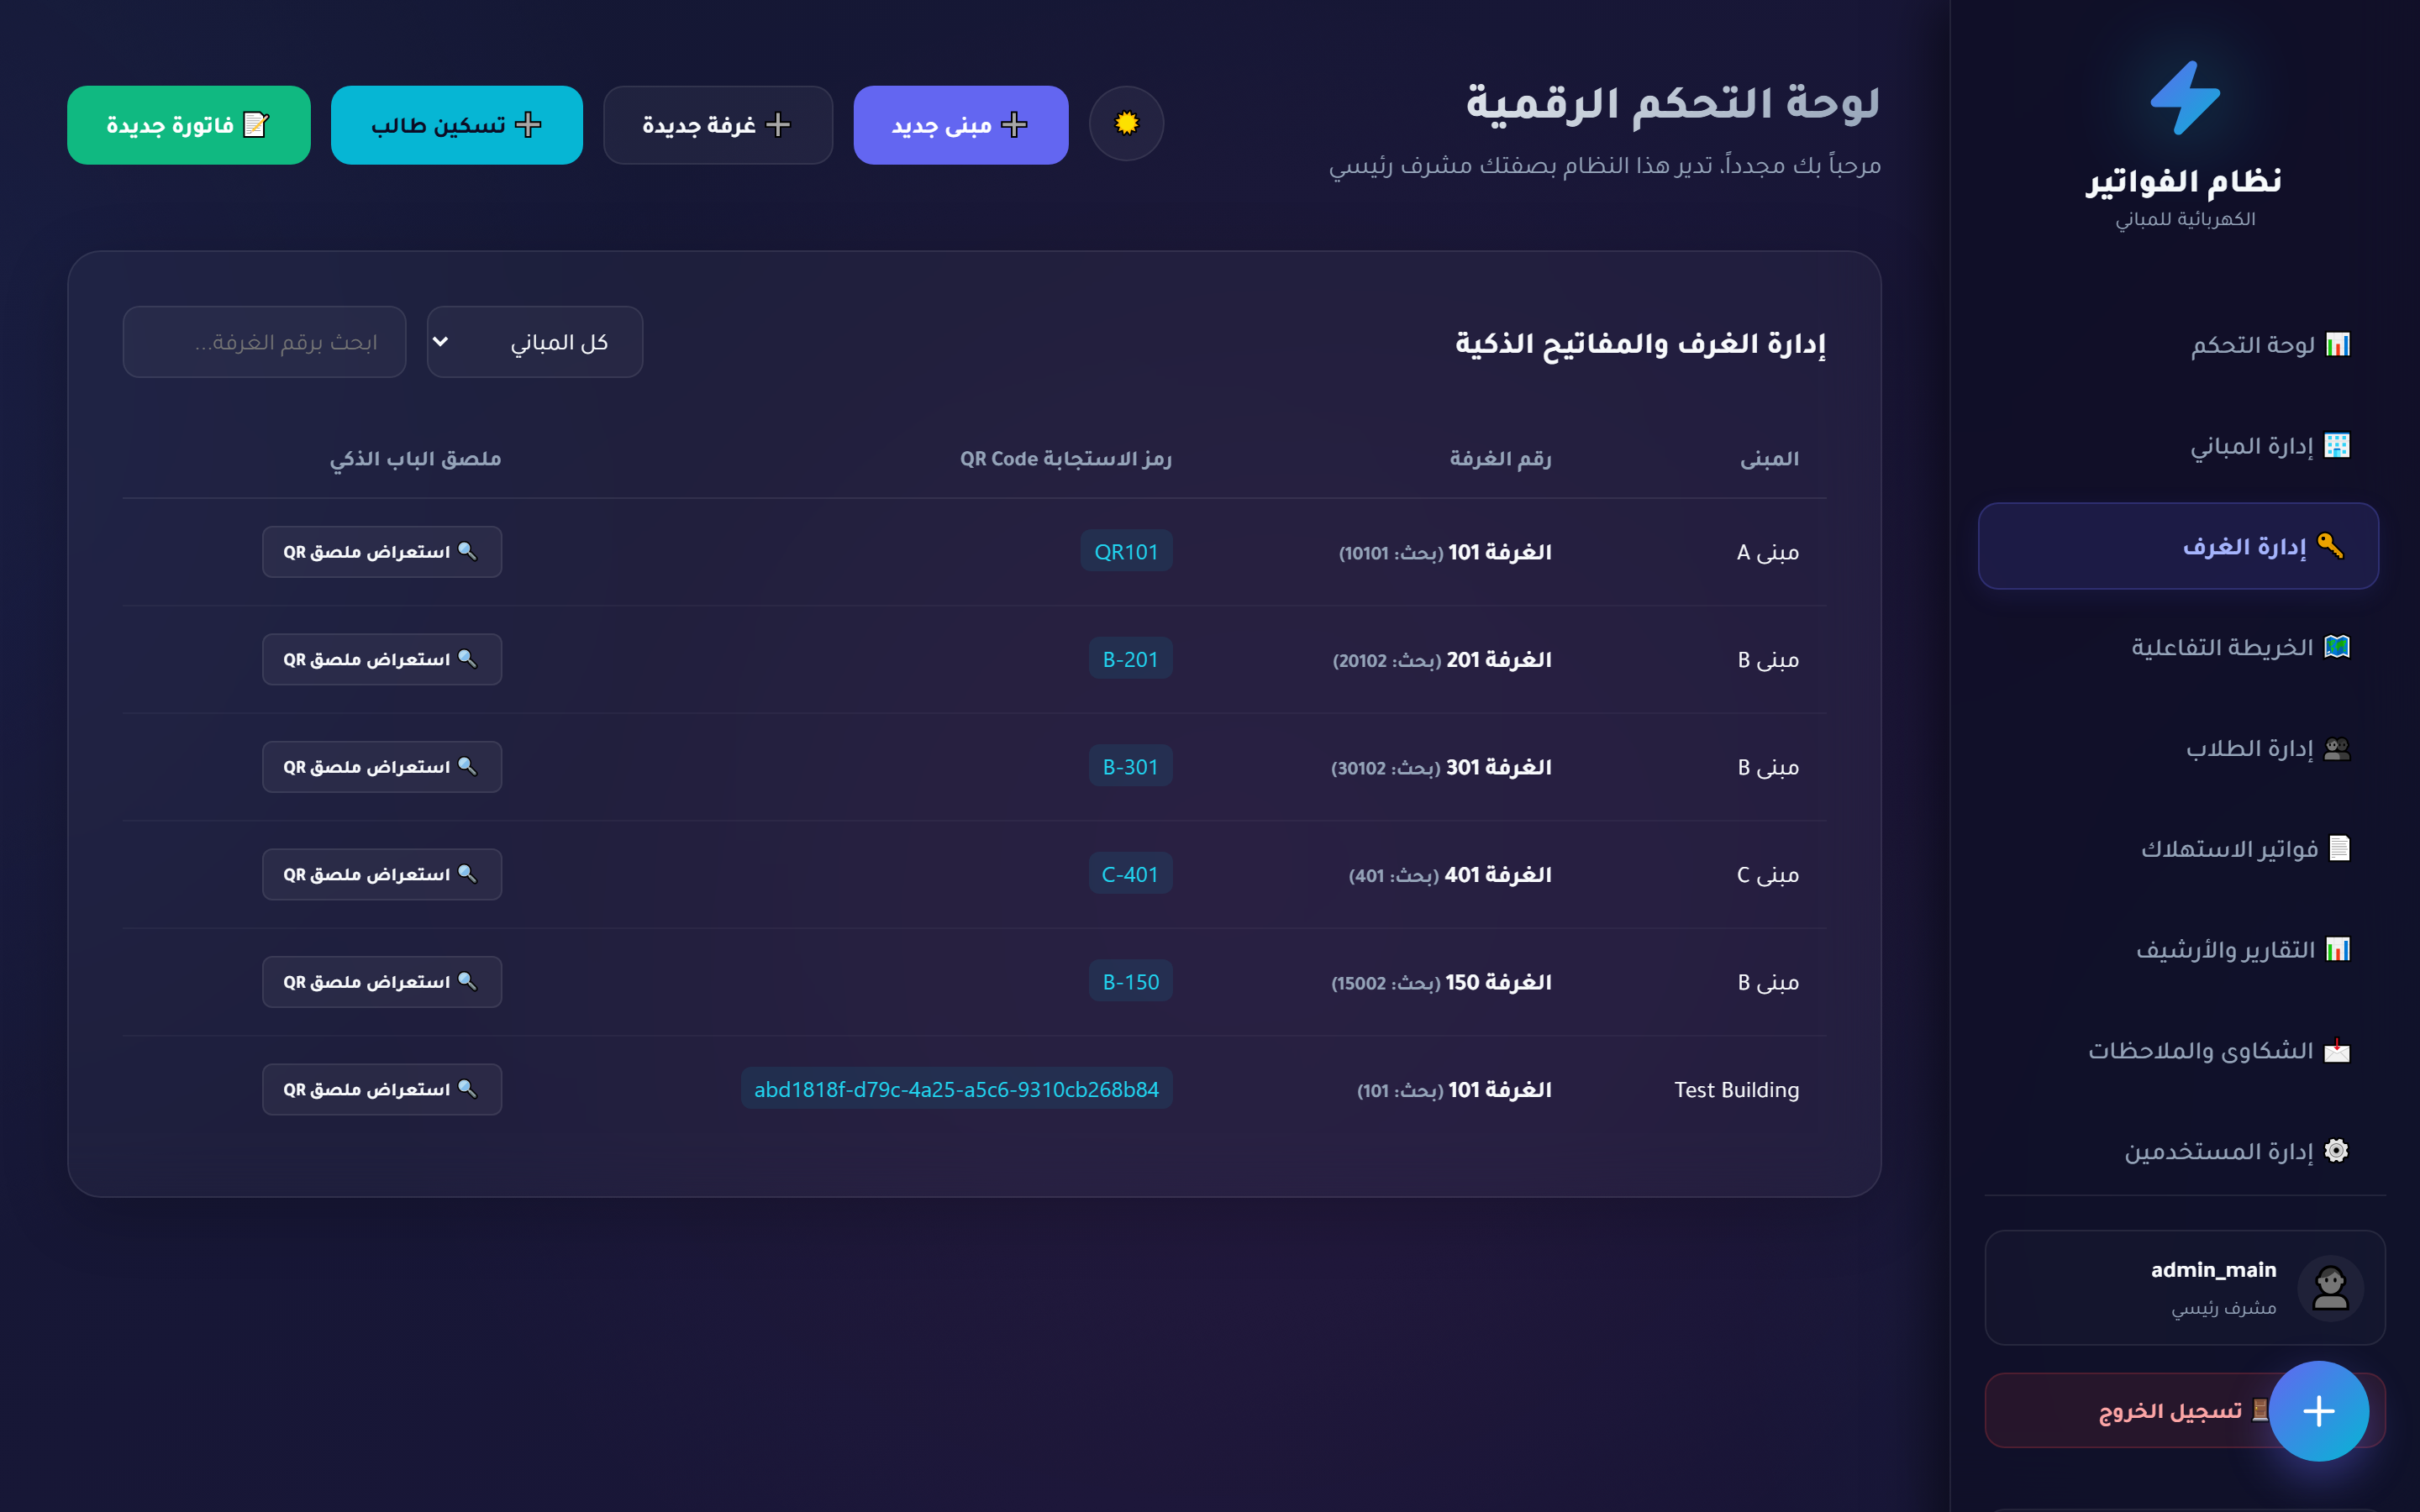 نظام الفواتير
الكهربائية للمباني
لوحة التحكم
إدارة المباني
إدارة الغرف
الخريطة التفاعلية
إدارة الطلاب
فواتير الاستهلاك
التقارير والأرشيف
الشكاوى والملاحظات
إدارة المستخدمين
admin_main
مشرف رئيسي
تسجيل الخروج
لوحة التحكم الرقمية
مرحباً بك مجدداً، تدير هذا النظام بصفتك مشرف رئيسي
مبنى جديد
غرفة جديدة
تسكين طالب
فاتورة جديدة
إدارة الغرف والمفاتيح الذكية
كل المباني
ابحث برقم الغرفة...
المبنى رقم الغرفة رمز الاستجابة QR Code ملصق الباب الذكي
مبنى A الغرفة 101 (بحث: 10101) QR101 استعراض ملصق QR
مبنى B الغرفة 201 (بحث: 20102) B-201 استعراض ملصق QR
مبنى B الغرفة 301 (بحث: 30102) B-301 استعراض ملصق QR
مبنى C الغرفة 401 (بحث: 401) C-401 استعراض ملصق QR
مبنى B الغرفة 150 (بحث: 15002) B-150 استعراض ملصق QR
Test Building الغرفة 101 (بحث: 101) abd1818f-d79c-4a25-a5c6-9310cb268b84 استعراض ملصق QR